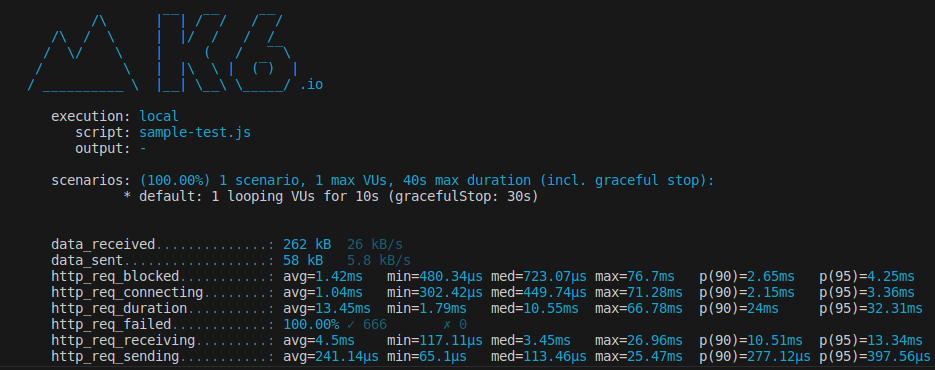 .io
execution: local
script: sample-test.js
output: -
scenarios: (100.00%) 1 scenario, 1 max VUs, 40s max duration (incl. graceful stop):
* default: 1 looping VUs for 10s (gracefulStop: 30s)
data_received..............: 262 kB 26 kB/s
data_sent..................: 58 kB 5.8 kB/s
http_req_blocked...........: avg=1.42ms min=480.34µs med=723.07µs max=76.7ms p(90)=2.65ms p(95)=4.25ms
http_req_connecting........: avg=1.04ms min=302.42µs med=449.74µs max=71.28ms p(90)=2.15ms p(95)=3.36ms
http_req_duration..........: avg=13.45ms min=1.79ms med=10.55ms max=66.78ms p(90)=24ms p(95)=32.31ms
http_req_failed............: 100.00% ✓ 666 ✗ 0
http_req_receiving.........: avg=4.5ms min=117.11µs med=3.45ms max=26.96ms p(90)=10.51ms p(95)=13.34ms
http_req_sending...........: avg=241.14µs min=65.1µs med=113.46µs max=25.47ms p(90)=277.12µs p(95)=397.56µs